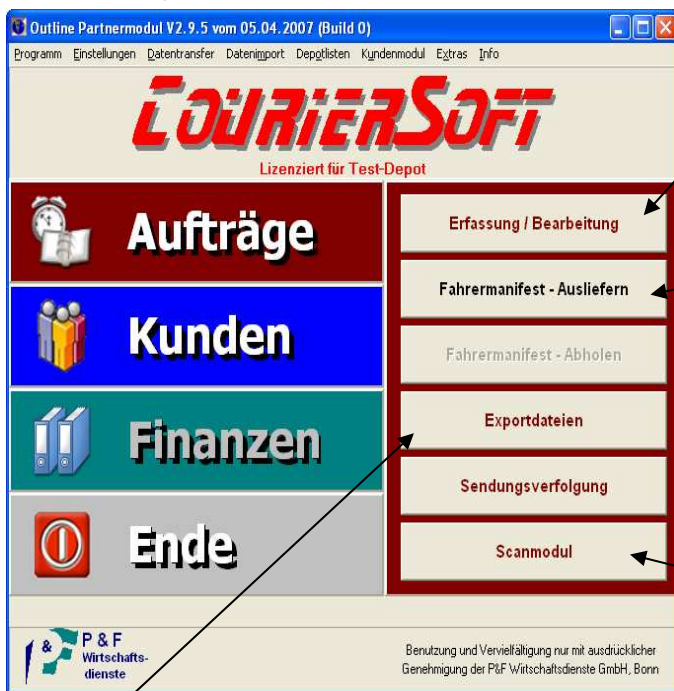 Outline Partnermodul V2.9.5 vom 05.04.2007 (Build 0)
Programm Einstellungen Datentransfer Datenimport Depotlisten Kundenmodul Extras Info
CourierSoft
Lizenziert für Test-Depot
Aufträge
Kunden
Finanzen
Ende
Erfassung / Bearbeitung
Fahrermanifest - Ausliefern
Fahrermanifest - Abholen
Exportdateien
Sendungsverfolgung
Scanmodul
P & F
Wirtschafts-
dienste
Benutzung und Vervielfältigung nur mit ausdrücklicher
Genehmigung der P&F Wirtschaftsdienste GmbH, Bonn